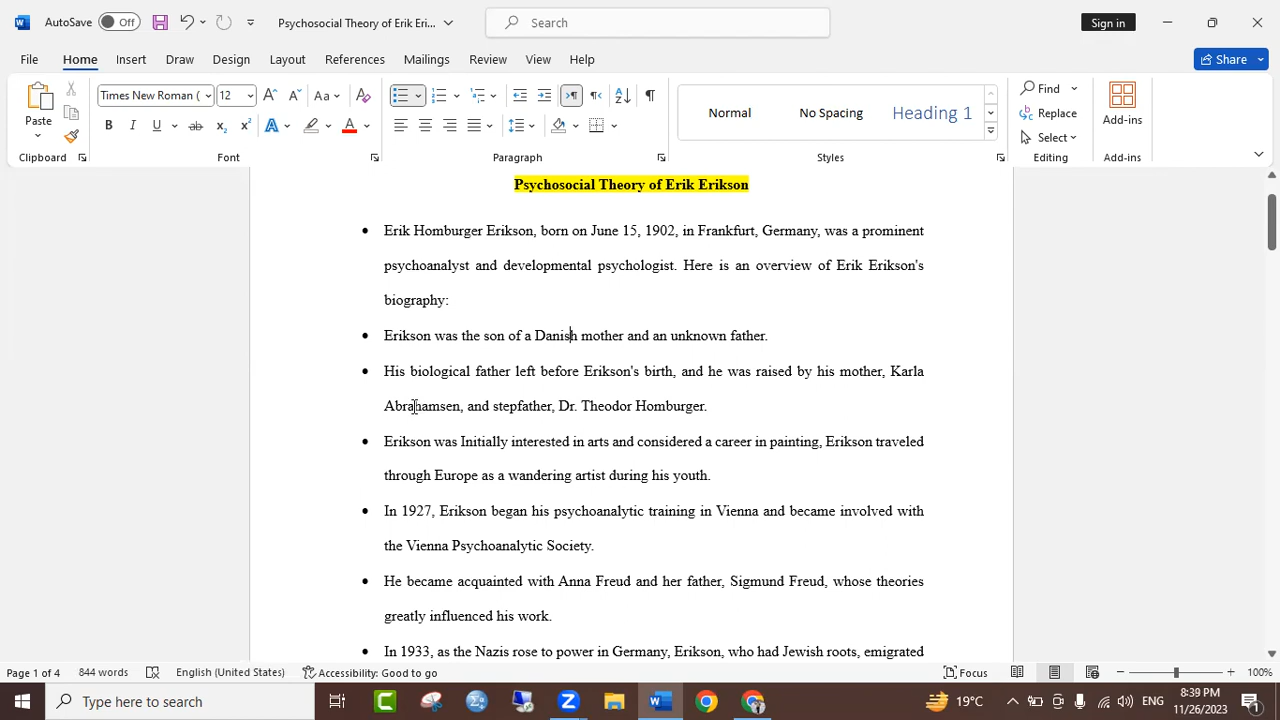 AutoSave Off Psychosocial Theory of Erik Eri... Search Sign in
File Home Insert Draw Design Layout References Mailings Review View Help Share
Times New Roman ( 12 Aa Normal No Spacing Heading 1 Find
Paste Replace
B I U ab x₂ x² A A A Select Add-ins
Clipboard Font Paragraph Styles Editing Add-ins
Psychosocial Theory of Erik Erikson
• Erik Homburger Erikson, born on June 15, 1902, in Frankfurt, Germany, was a prominent
psychoanalyst and developmental psychologist. Here is an overview of Erik Erikson's
biography:
• Erikson was the son of a Danish mother and an unknown father.
• His biological father left before Erikson's birth, and he was raised by his mother, Karla
Abrahamsen, and stepfather, Dr. Theodor Homburger.
• Erikson was Initially interested in arts and considered a career in painting, Erikson traveled
through Europe as a wandering artist during his youth.
• In 1927, Erikson began his psychoanalytic training in Vienna and became involved with
the Vienna Psychoanalytic Society.
• He became acquainted with Anna Freud and her father, Sigmund Freud, whose theories
greatly influenced his work.
• In 1933, as the Nazis rose to power in Germany, Erikson, who had Jewish roots, emigrated
Page 1 of 4 844 words English (United States) Accessibility: Good to go Focus 100%
Type here to search 19°C ENG 8:39 PM
11/26/2023